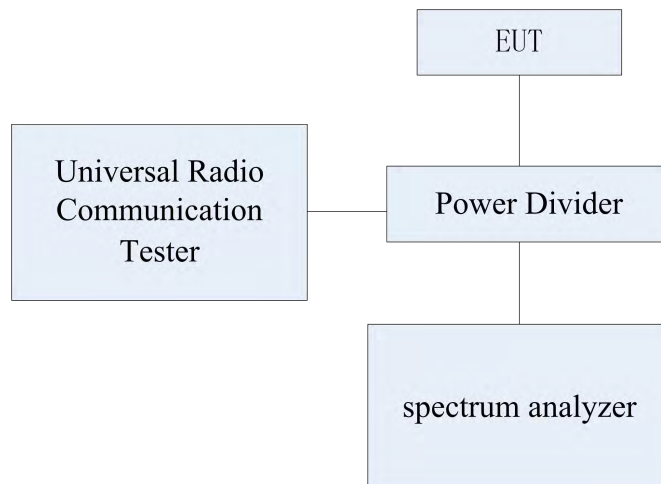 EUT
Universal Radio
Communication
Tester
Power Divider
spectrum analyzer